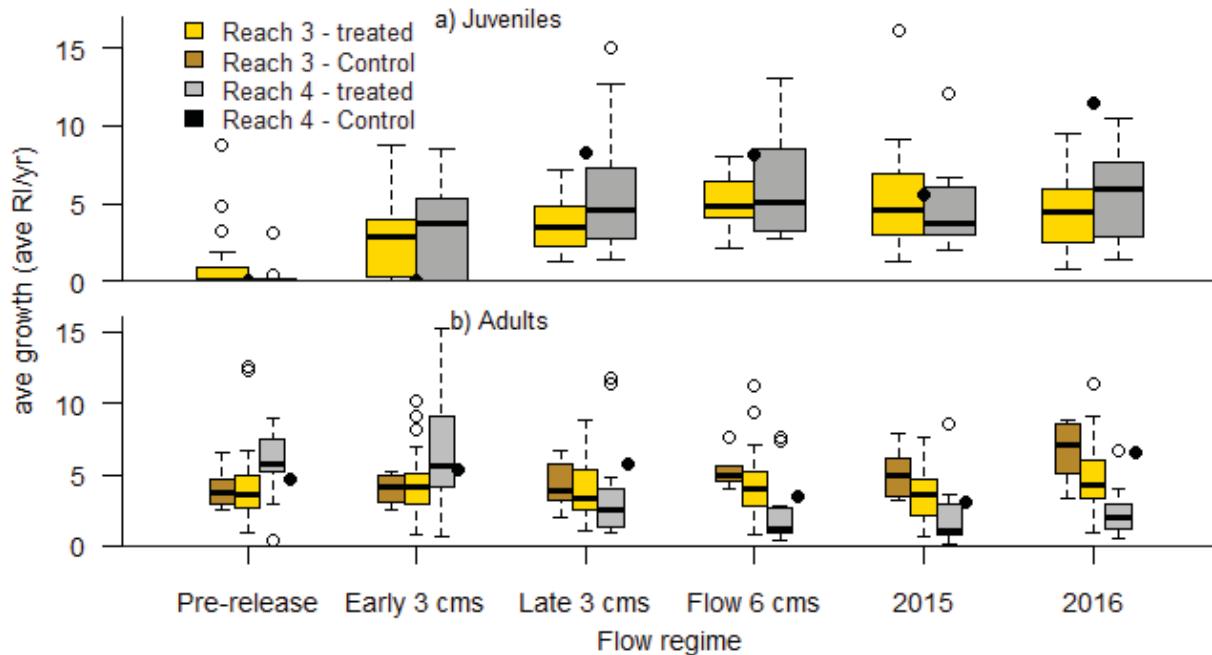 a) Juveniles
Reach 3 - treated
Reach 3 - Control
Reach 4 - treated
Reach 4 - Control
15
10
5
0
ave growth (ave RI/yr)
b) Adults
15
10
5
0
Pre-release Early 3 cms Late 3 cms Flow 6 cms 2015 2016
Flow regime